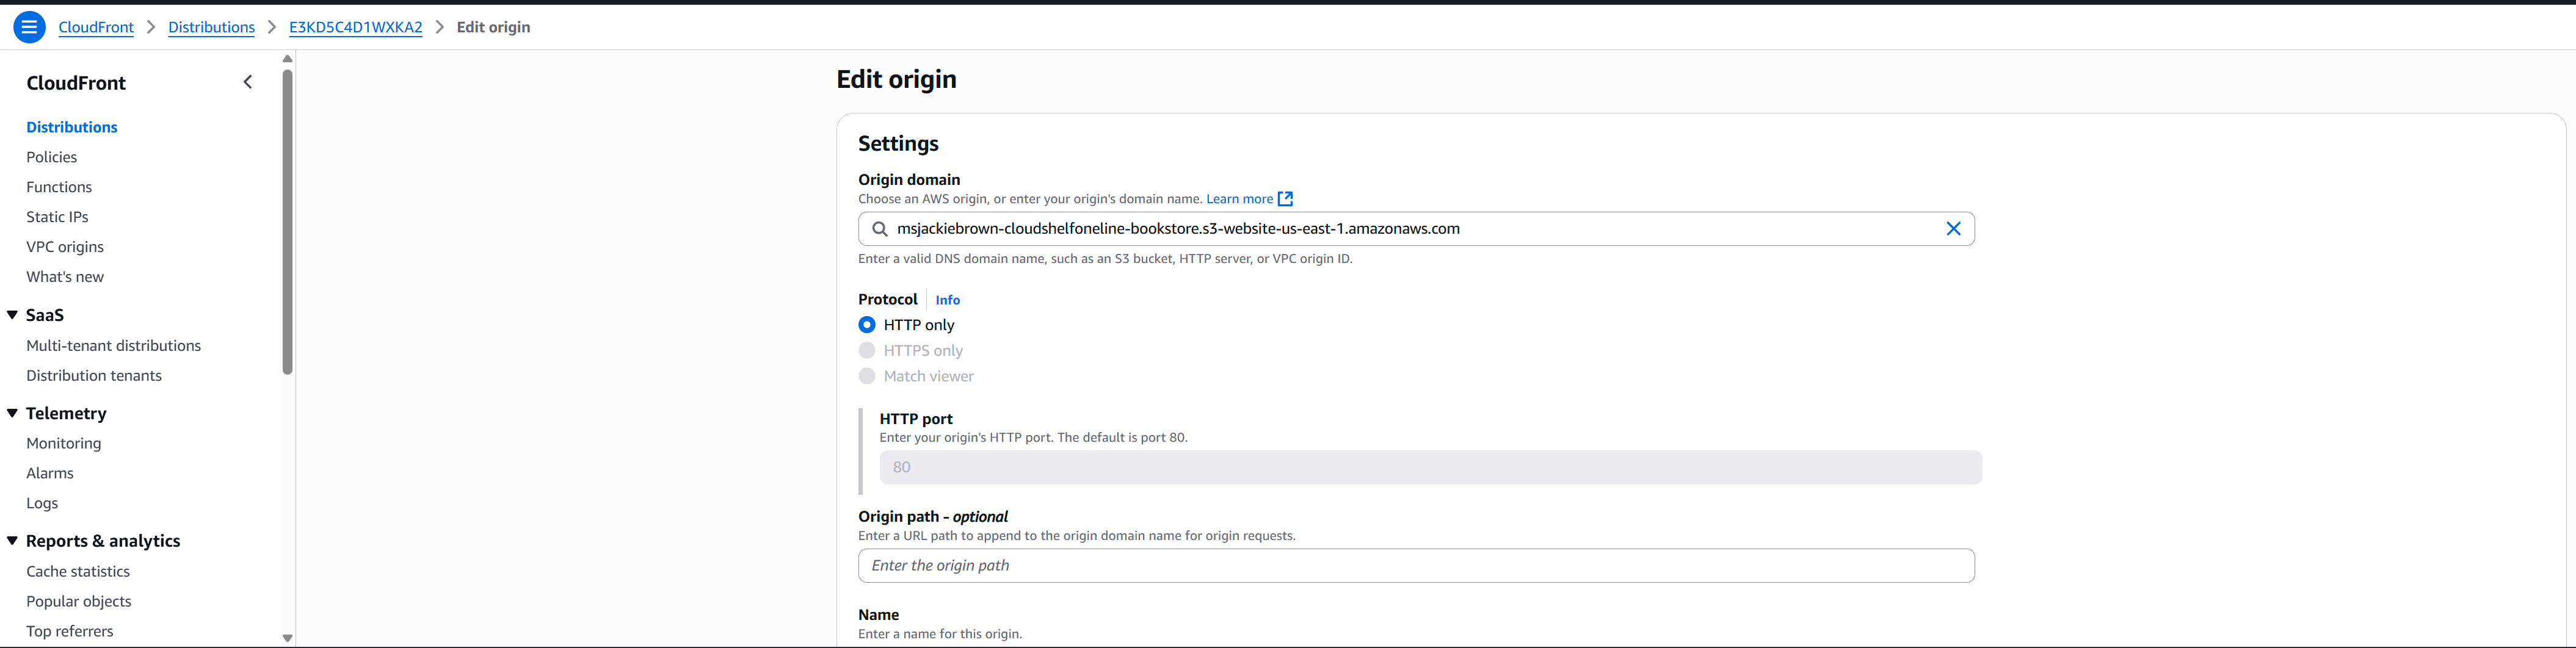 CloudFront > Distributions > E3KD5C4D1WXKA2 > Edit origin
CloudFront
Distributions
Policies
Functions
Static IPs
VPC origins
What's new
SaaS
Multi-tenant distributions
Distribution tenants
Telemetry
Monitoring
Alarms
Logs
Reports & analytics
Cache statistics
Popular objects
Top referrers
Edit origin
Settings
Origin domain
Choose an AWS origin, or enter your origin's domain name. Learn more
msjackiebrown-cloudshelfoneline-bookstore.s3-website-us-east-1.amazonaws.com
Enter a valid DNS domain name, such as an S3 bucket, HTTP server, or VPC origin ID.
Protocol Info
HTTP only
HTTPS only
Match viewer
HTTP port
Enter your origin's HTTP port. The default is port 80.
80
Origin path - optional
Enter a URL path to append to the origin domain name for origin requests.
Enter the origin path
Name
Enter a name for this origin.